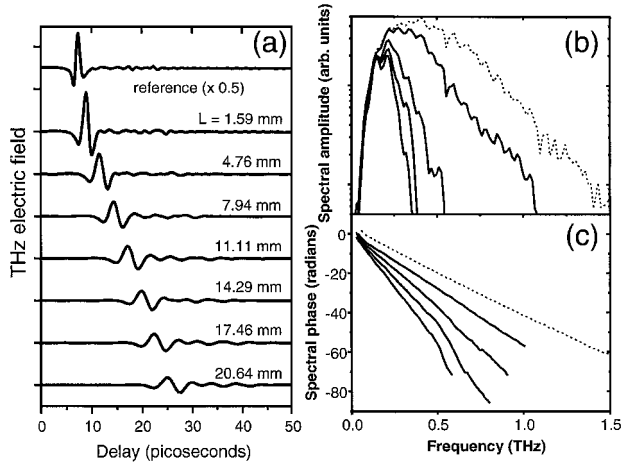 (a)
reference (x 0.5)
L = 1.59 mm
4.76 mm
7.94 mm
11.11 mm
14.29 mm
17.46 mm
20.64 mm
THz electric field
0 10 20 30 40 50
Delay (picoseconds)
(b)
Spectral amplitude (arb. units)
(c)
Spectral phase (radians)
0
-20
-40
-60
-80
0.0 0.5 1.0 1.5
Frequency (THz)